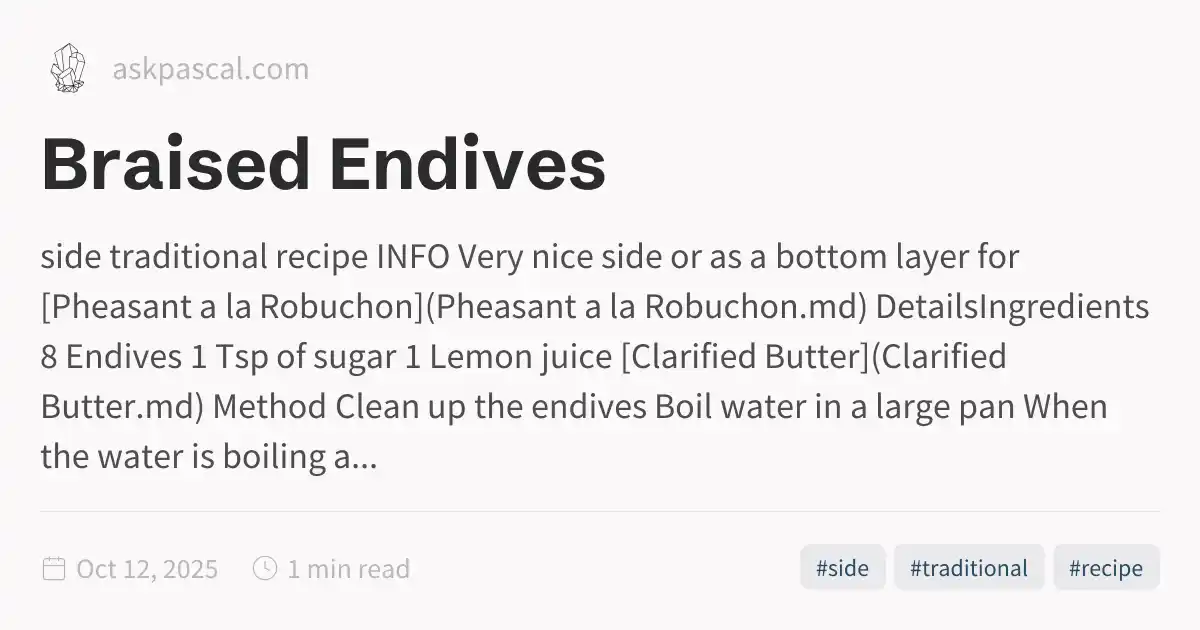 askpascal.com
Braised Endives
side traditional recipe INFO Very nice side or as a bottom layer for
[Pheasant a la Robuchon](Pheasant a la Robuchon.md) DetailsIngredients
8 Endives 1 Tsp of sugar 1 Lemon juice [Clarified Butter](Clarified
Butter.md) Method Clean up the endives Boil water in a large pan When
the water is boiling a...
Oct 12, 2025 1 min read #side #traditional #recipe